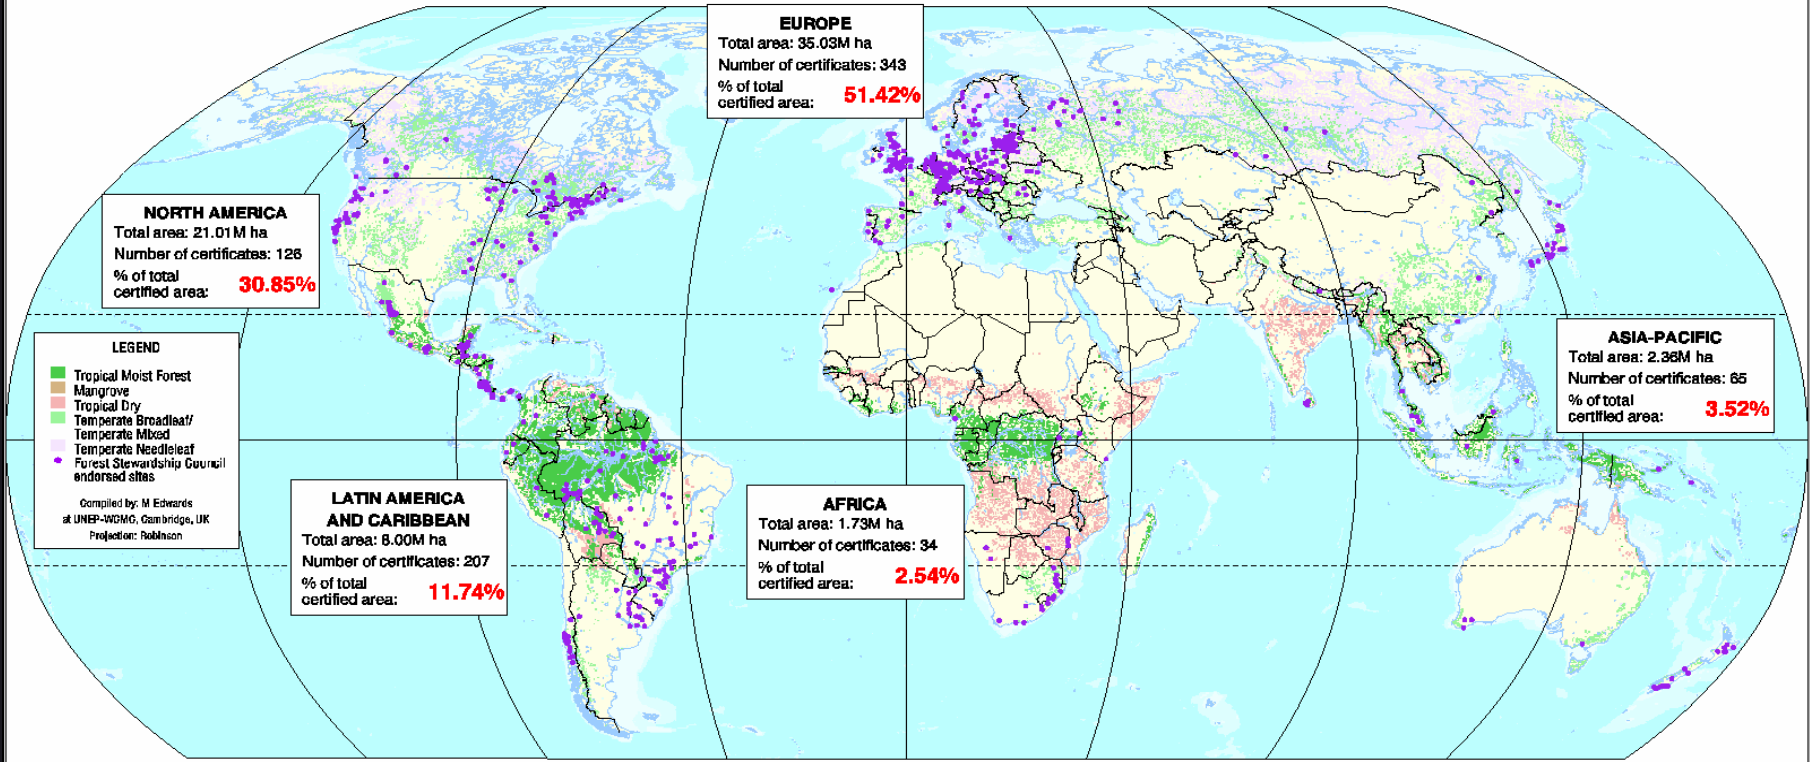 EUROPE
Total area: 35.03M ha
Number of certificates: 343
% of total
certified area: 51.42%
NORTH AMERICA
Total area: 21.01M ha
Number of certificates: 126
% of total
certified area: 30.85%
LEGEND
Tropical Moist Forest
Mangrove
Tropical Dry
Temperate Broadleaf/
Temperate Mixed
Temperate Needleleaf
Forest Stewardship Council
endorsed sites
Compiled by: M Edwards
at UNEP-WCMC, Cambridge, UK
Projection: Robinson
ASIA-PACIFIC
Total area: 2.36M ha
Number of certificates: 65
% of total
certified area: 3.52%
LATIN AMERICA
AND CARIBBEAN
Total area: 8.00M ha
Number of certificates: 207
% of total
certified area: 11.74%
AFRICA
Total area: 1.73M ha
Number of certificates: 34
% of total
certified area: 2.54%